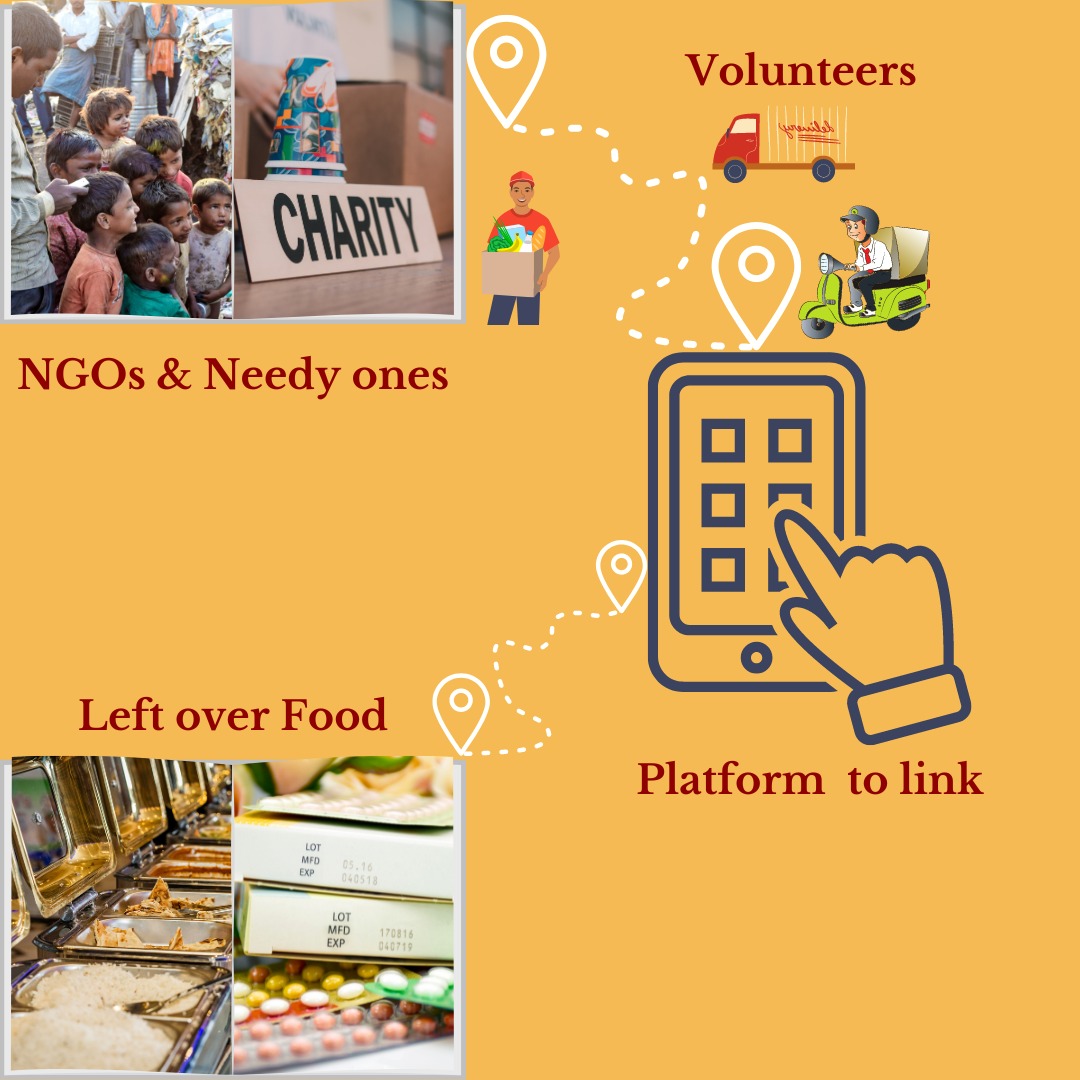 Volunteers
delivery
CHARITY
NGOs & Needy ones
Left over Food
Platform to link
LOT
MFD 05.16
EXP 040518
LOT
MFD 170816
EXP 040719